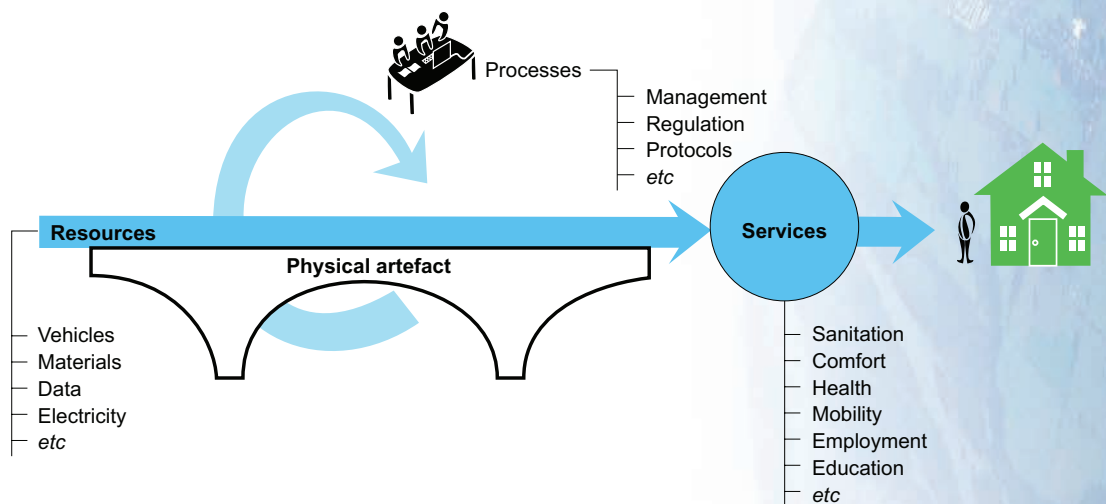 Processes
Management
Regulation
Protocols
etc
Resources
Physical artefact
Services
Vehicles
Materials
Data
Electricity
etc
Sanitation
Comfort
Health
Mobility
Employment
Education
etc